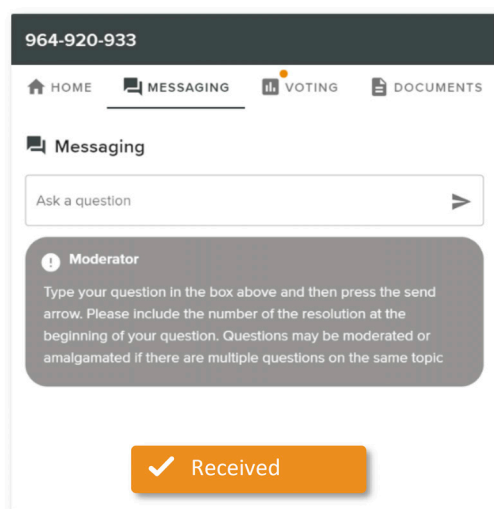 964-920-933
HOME MESSAGING VOTING DOCUMENTS
Messaging
Ask a question
Moderator
Type your question in the box above and then press the send
arrow. Please include the number of the resolution at the
beginning of your question. Questions may be moderated or
amalgamated if there are multiple questions on the same topic
Received